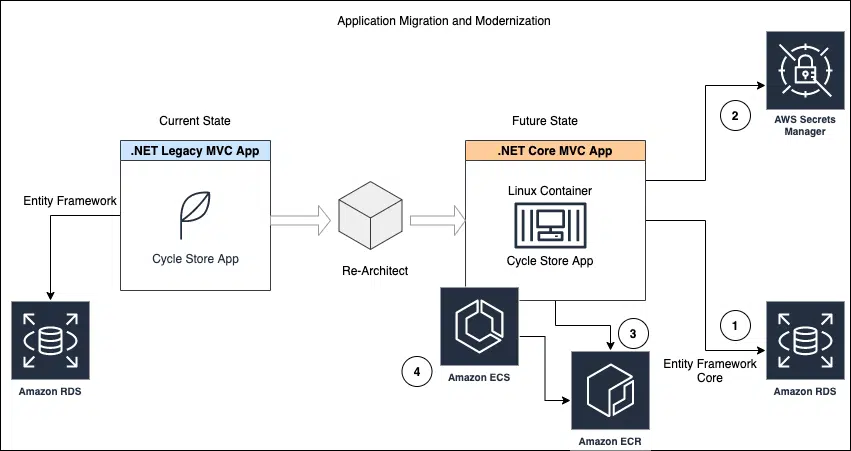 Application Migration and Modernization
Current State
Future State
2
AWS Secrets
Manager
.NET Legacy MVC App
.NET Core MVC App
Entity Framework
Linux Container
Cycle Store App
Cycle Store App
Re-Architect
1
3
4
Entity Framework
Core
Amazon RDS
Amazon ECS
Amazon RDS
Amazon ECR